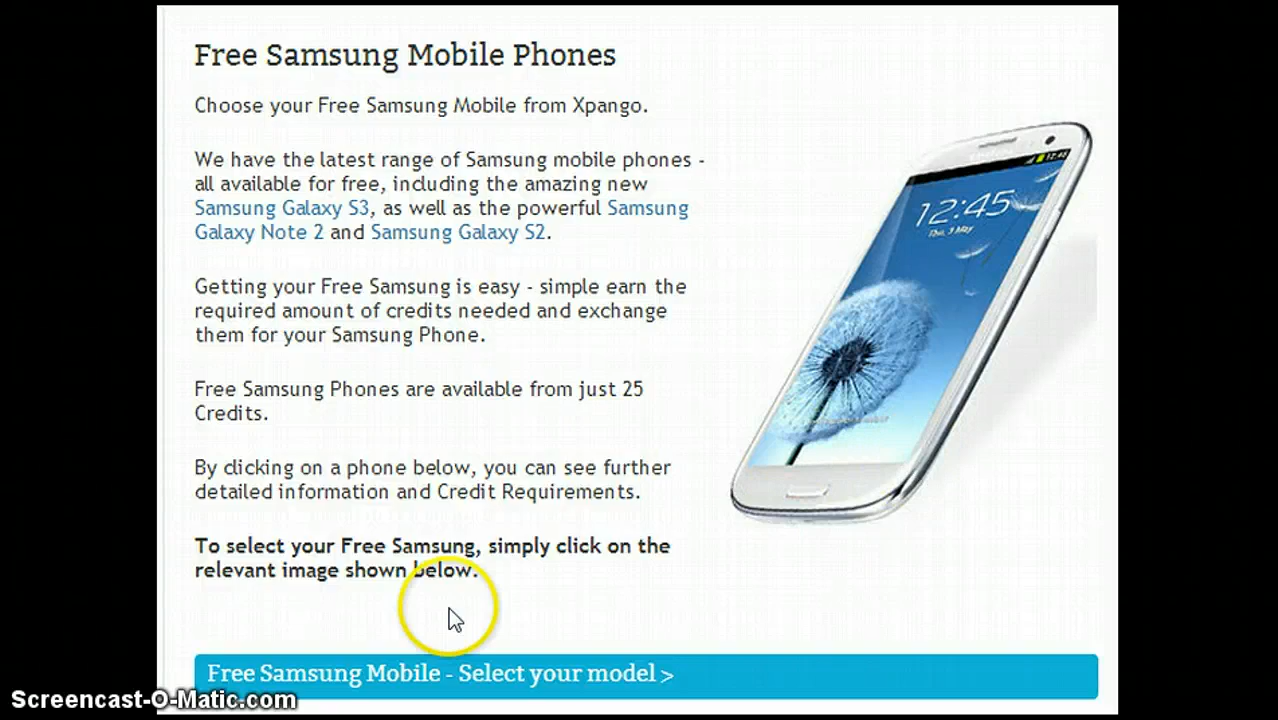 Free Samsung Mobile Phones
Choose your Free Samsung Mobile from Xpango.
We have the latest range of Samsung mobile phones -
all available for free, including the amazing new
Samsung Galaxy S3, as well as the powerful Samsung
Galaxy Note 2 and Samsung Galaxy S2.
Getting your Free Samsung is easy - simple earn the
required amount of credits needed and exchange
them for your Samsung Phone.
Free Samsung Phones are available from just 25
Credits.
By clicking on a phone below, you can see further
detailed information and Credit Requirements.
To select your Free Samsung, simply click on the
relevant image shown below.
12:45
Thu, 3 May
Free Samsung Mobile - Select your model >
Screencast-O-Matic.com